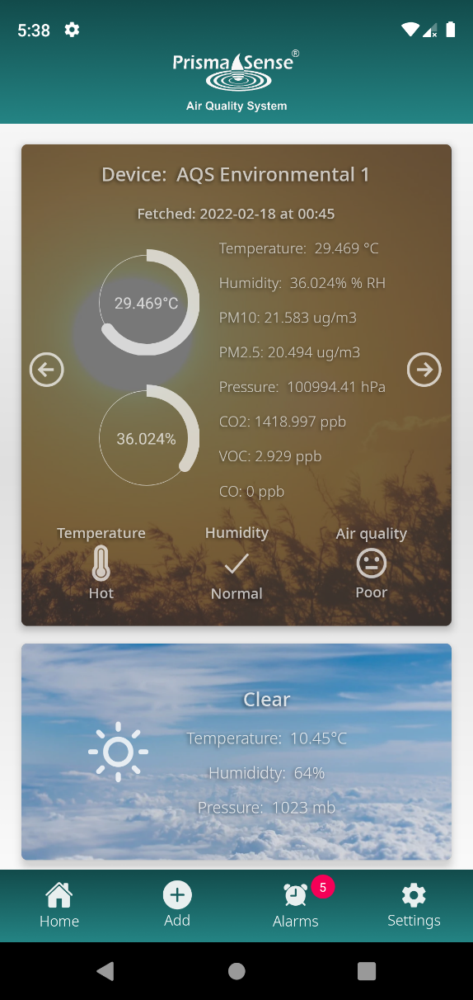 5:38
Prisma Sense®
Air Quality System
Device: AQS Environmental 1
Fetched: 2022-02-18 at 00:45
Temperature: 29.469 °C
Humidity: 36.024% % RH
PM10: 21.583 ug/m3
PM2.5: 20.494 ug/m3
Pressure: 100994.41 hPa
CO2: 1418.997 ppb
VOC: 2.929 ppb
CO: 0 ppb
29.469°C
36.024%
Temperature
Hot
Humidity
Normal
Air quality
Poor
Clear
Temperature: 10.45°C
Humididty: 64%
Pressure: 1023 mb
Home
Add
Alarms
5
Settings